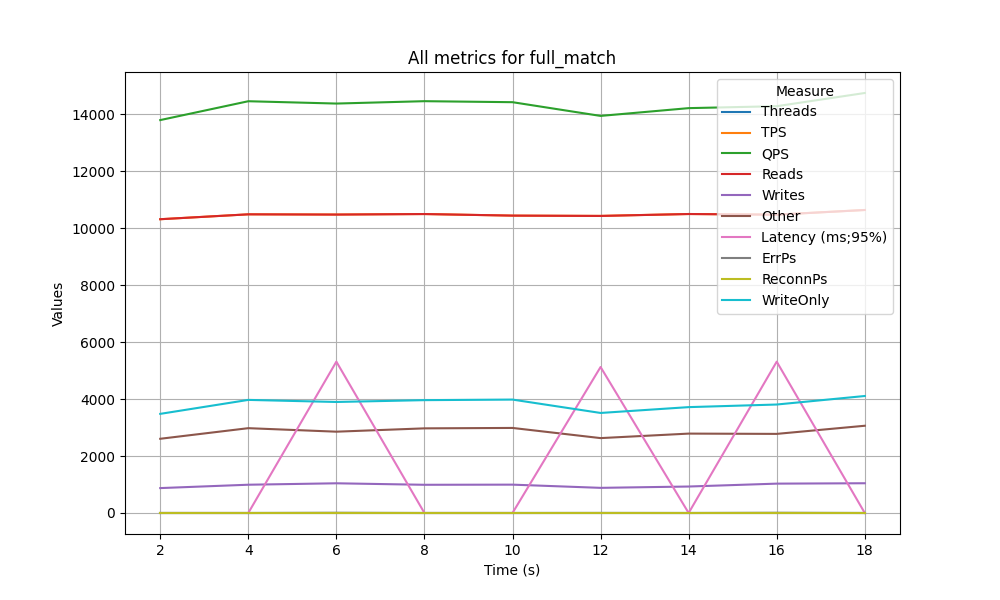 All metrics for full_match
Measure
Threads
TPS
QPS
Reads
Writes
Other
Latency (ms;95%)
ErrPs
ReconnPs
WriteOnly
Values
14000
12000
10000
8000
6000
4000
2000
0
2 4 6 8 10 12 14 16 18
Time (s)